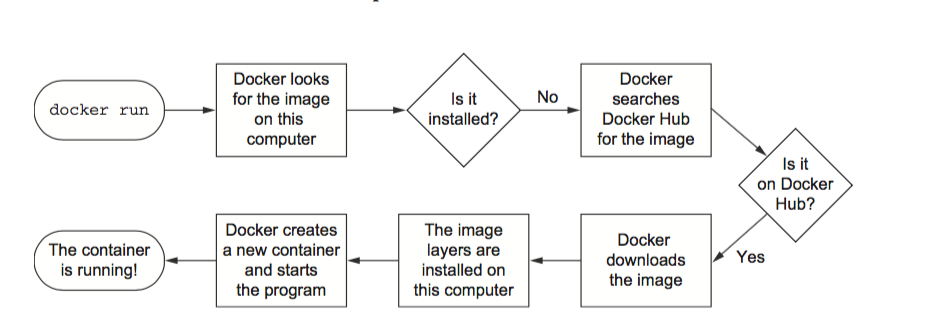 docker run
Docker looks
for the image
on this
computer
Is it
installed?
No
Docker
searches
Docker Hub
for the image
Is it
on Docker
Hub?
Yes
Docker
downloads
the image
The image
layers are
installed on
this computer
Docker creates
a new container
and starts
the program
The container
is running!